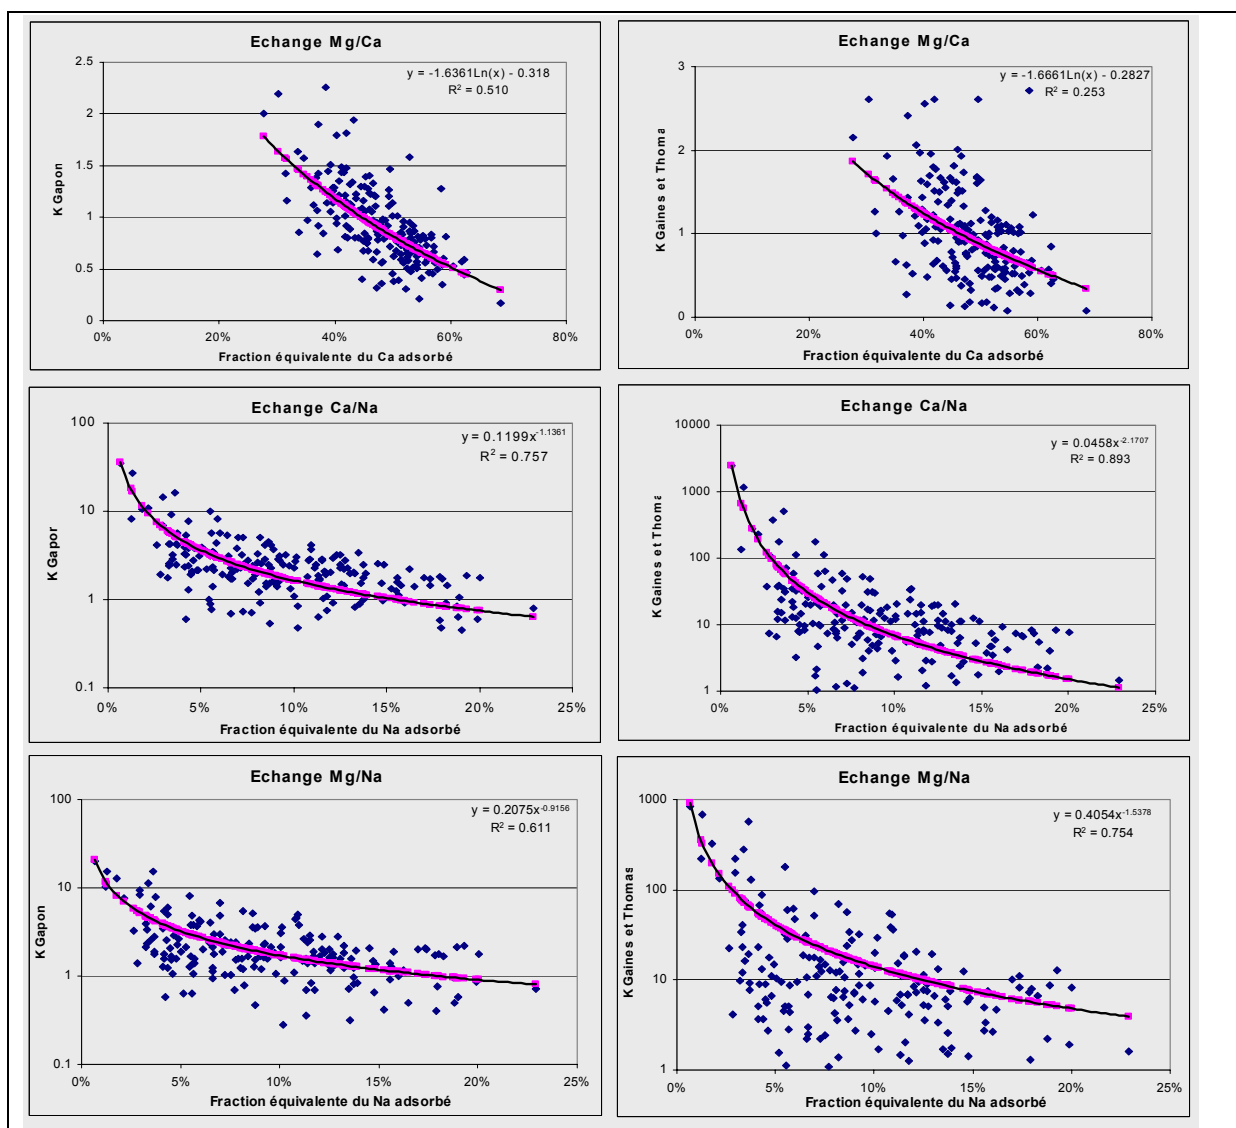 Echange Mg/Ca
y = -1.6361Ln(x) - 0.318
R² = 0.510
K Gapon
2.5
2
1.5
1
0.5
0
0%
20%
40%
60%
80%
Fraction équivalente du Ca adsorbé
Echange Mg/Ca
y = -1.6661Ln(x) - 0.2827
R² = 0.253
K Gaines et Thoma
3
2
1
0
0%
20%
40%
60%
80%
Fraction équivalente du Ca adsorbé
Echange Ca/Na
y = 0.1199x^-1.1361
R² = 0.757
K Gapor
100
10
1
0.1
0%
5%
10%
15%
20%
25%
Fraction équivalente du Na adsorbé
Echange Ca/Na
y = 0.0458x^-2.1707
R² = 0.893
K Gaines et Thoma
10000
1000
100
10
1
0%
5%
10%
15%
20%
25%
Fraction équivalente du Na adsorbé
Echange Mg/Na
y = 0.2075x^-0.9156
R² = 0.611
K Gapon
100
10
1
0.1
0%
5%
10%
15%
20%
25%
Fraction équivalente du Na adsorbé
Echange Mg/Na
y = 0.4054x^-1.5378
R² = 0.754
K Gaines et Thomas
1000
100
10
1
0%
5%
10%
15%
20%
25%
Fraction équivalente du Na adsorbé